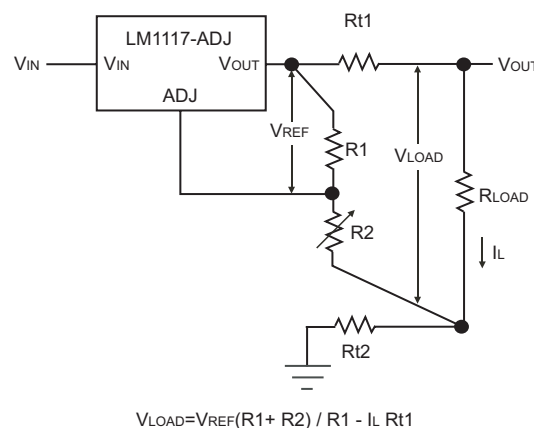 Rt1
LM1117-ADJ
VIN VIN VOUT VOUT
ADJ
VREF
R1
VLOAD
RLOAD
R2
IL
Rt2
VLOAD=VREF(R1+ R2) / R1 - IL Rt1